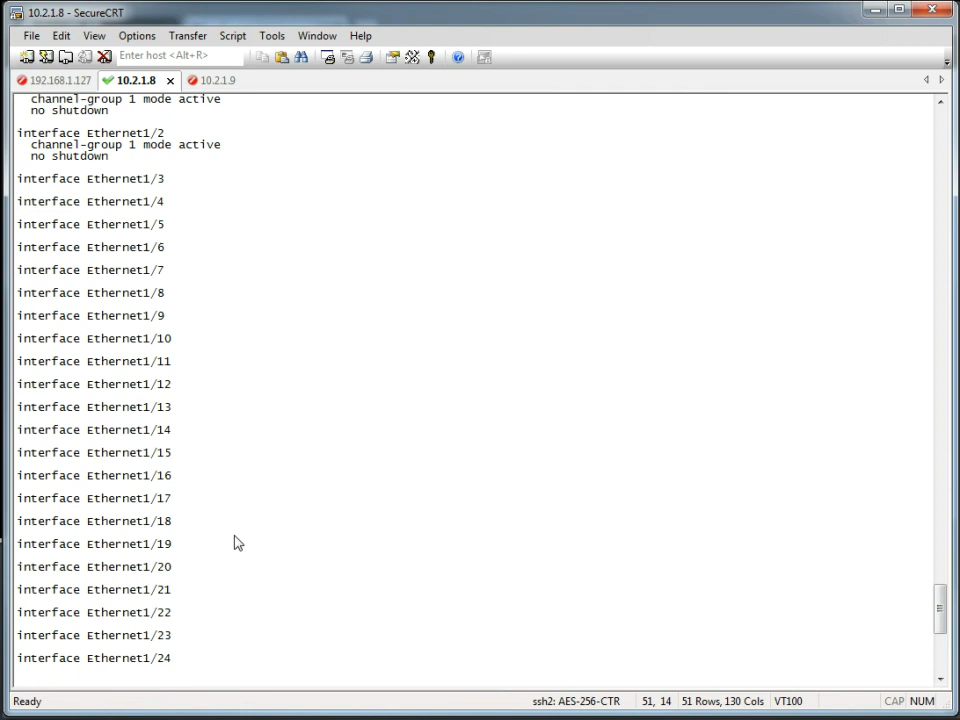 10.2.1.8 - SecureCRT
File Edit View Options Transfer Script Tools Window Help
Enter host <Alt+R>
192.168.1.127 10.2.1.8 10.2.1.9
channel-group 1 mode active
no shutdown
interface Ethernet1/2
channel-group 1 mode active
no shutdown
interface Ethernet1/3
interface Ethernet1/4
interface Ethernet1/5
interface Ethernet1/6
interface Ethernet1/7
interface Ethernet1/8
interface Ethernet1/9
interface Ethernet1/10
interface Ethernet1/11
interface Ethernet1/12
interface Ethernet1/13
interface Ethernet1/14
interface Ethernet1/15
interface Ethernet1/16
interface Ethernet1/17
interface Ethernet1/18
interface Ethernet1/19
interface Ethernet1/20
interface Ethernet1/21
interface Ethernet1/22
interface Ethernet1/23
interface Ethernet1/24
Ready ssh2: AES-256-CTR 51, 14 51 Rows, 130 Cols VT100 CAP NUM